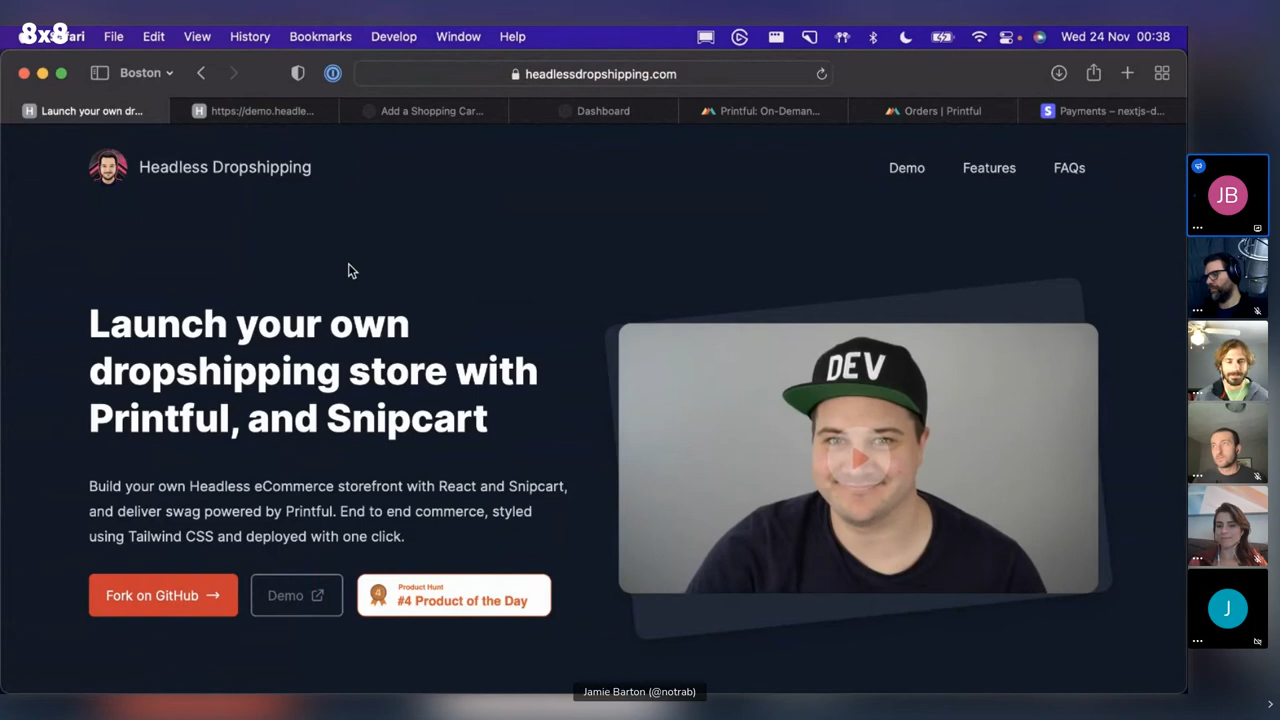 8x8
Safari File Edit View History Bookmarks Develop Window Help Wed 24 Nov 00:38
Boston headlessdropshipping.com
H Launch your own dr... H https://demo.headle... Add a Shopping Car... Dashboard Printful: On-Deman... Orders | Printful S Payments – nextjs-d...
Headless Dropshipping Demo Features FAQs
JB
Launch your own
dropshipping store with
Printful, and Snipcart
DEV
Build your own Headless eCommerce storefront with React and Snipcart,
and deliver swag powered by Printful. End to end commerce, styled
using Tailwind CSS and deployed with one click.
Fork on GitHub → Demo
4 Product Hunt
#4 Product of the Day
J
Jamie Barton (@notrab)